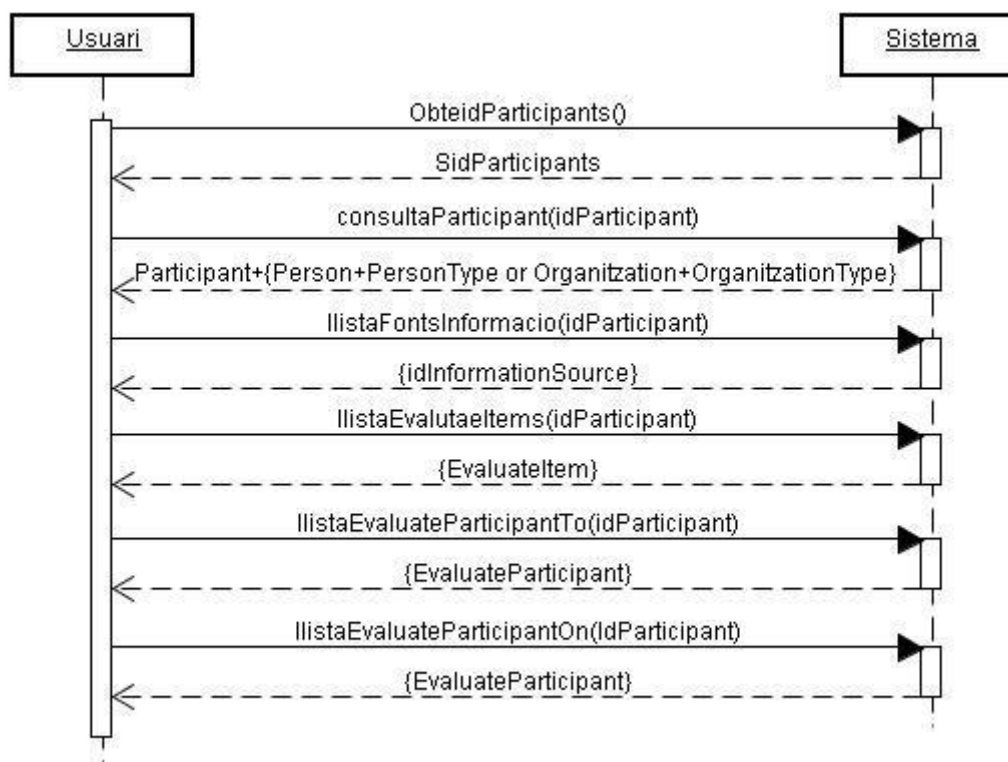 Usuari
Sistema
ObteidParticipants()
SidParticipants
consultaParticipant(idParticipant)
Participant+{Person+PersonType or Organitzation+OrganitzationType}
llistaFontsInformacio(idParticipant)
{idInformationSource}
llistaEvalutaeItems(idParticipant)
{EvaluateItem}
llistaEvaluateParticipantTo(idParticipant)
{EvaluateParticipant}
llistaEvaluateParticipantOn(IdParticipant)
{EvaluateParticipant}